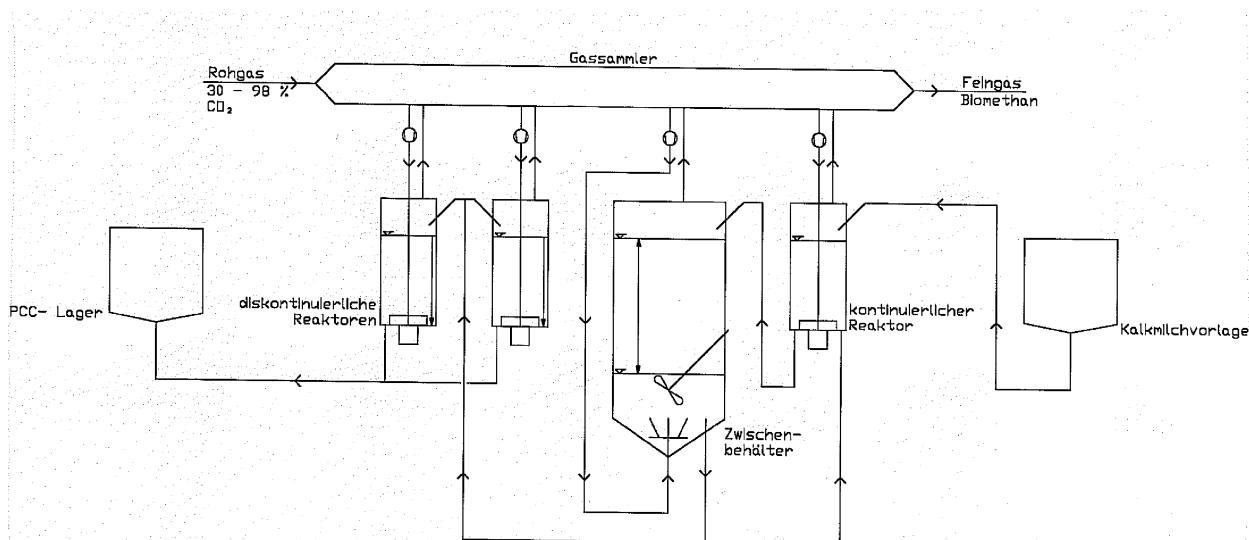 Gassammler
Rohgas
30 - 98 %
CO₂
Feingas
Biomethan
PCC- Lager
diskontinuierliche
Reaktoren
kontinuierlicher
Reaktor
Kalkmilchvorlage
Zwischen-
behälter